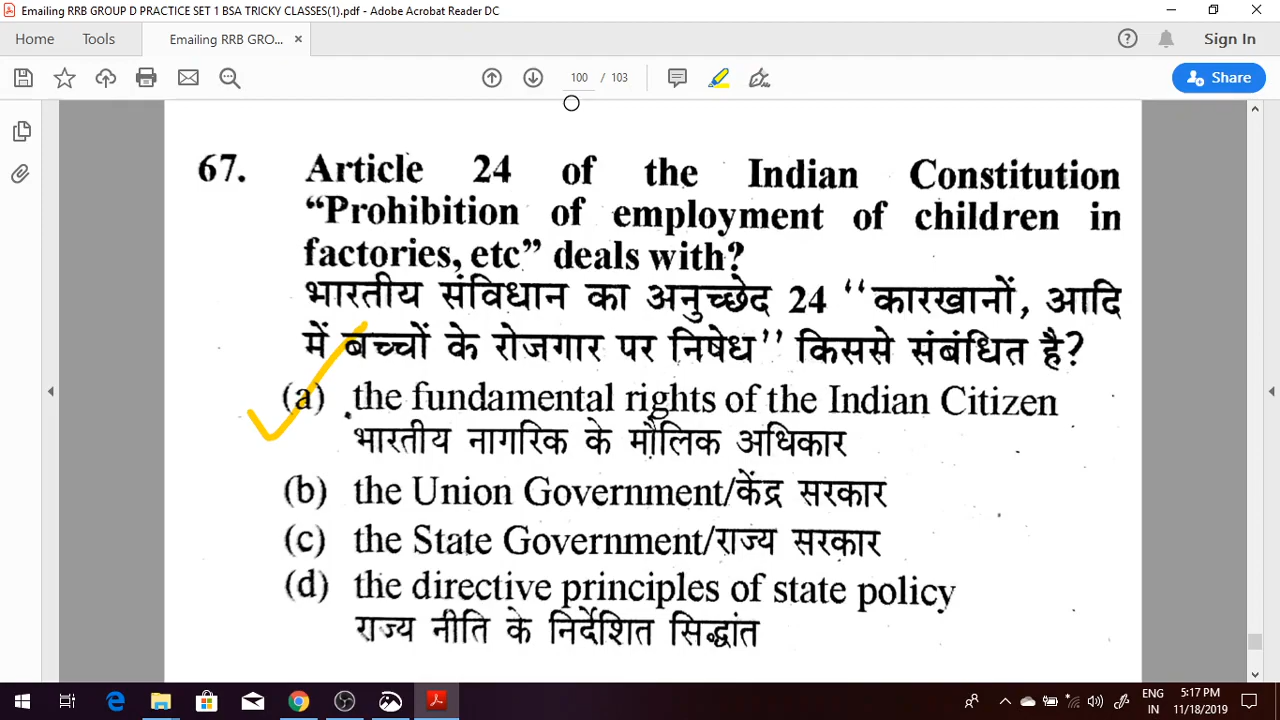 Emailing RRB GROUP D PRACTICE SET 1 BSA TRICKY CLASSES(1).pdf - Adobe Acrobat Reader DC
Home Tools Emailing RRB GRO... × Sign In
100 / 103 Share
67. Article 24 of the Indian Constitution
“Prohibition of employment of children in
factories, etc” deals with?
भारतीय संविधान का अनुच्छेद 24 ‘‘कारखानों, आदि
में बच्चों के रोजगार पर निषेध’’ किससे संबंधित है?
(a) the fundamental rights of the Indian Citizen
भारतीय नागरिक के मौलिक अधिकार
(b) the Union Government/केंद्र सरकार
(c) the State Government/राज्य सरकार
(d) the directive principles of state policy
राज्य नीति के निर्देशित सिद्धांत
ENG 5:17 PM
IN 11/18/2019